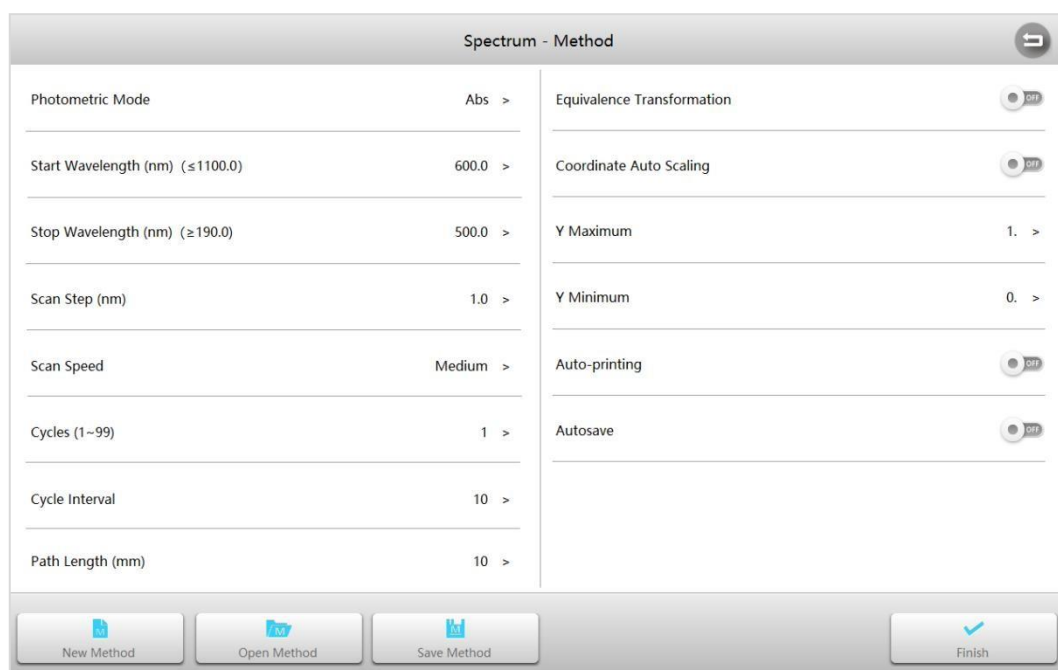 Spectrum - Method
Photometric Mode Abs >
Start Wavelength (nm) (≤1100.0) 600.0 >
Stop Wavelength (nm) (≥190.0) 500.0 >
Scan Step (nm) 1.0 >
Scan Speed Medium >
Cycles (1~99) 1 >
Cycle Interval 10 >
Path Length (mm) 10 >
Equivalence Transformation OFF
Coordinate Auto Scaling OFF
Y Maximum 1. >
Y Minimum 0. >
Auto-printing OFF
Autosave OFF
M
New Method
M
Open Method
M
Save Method
Finish